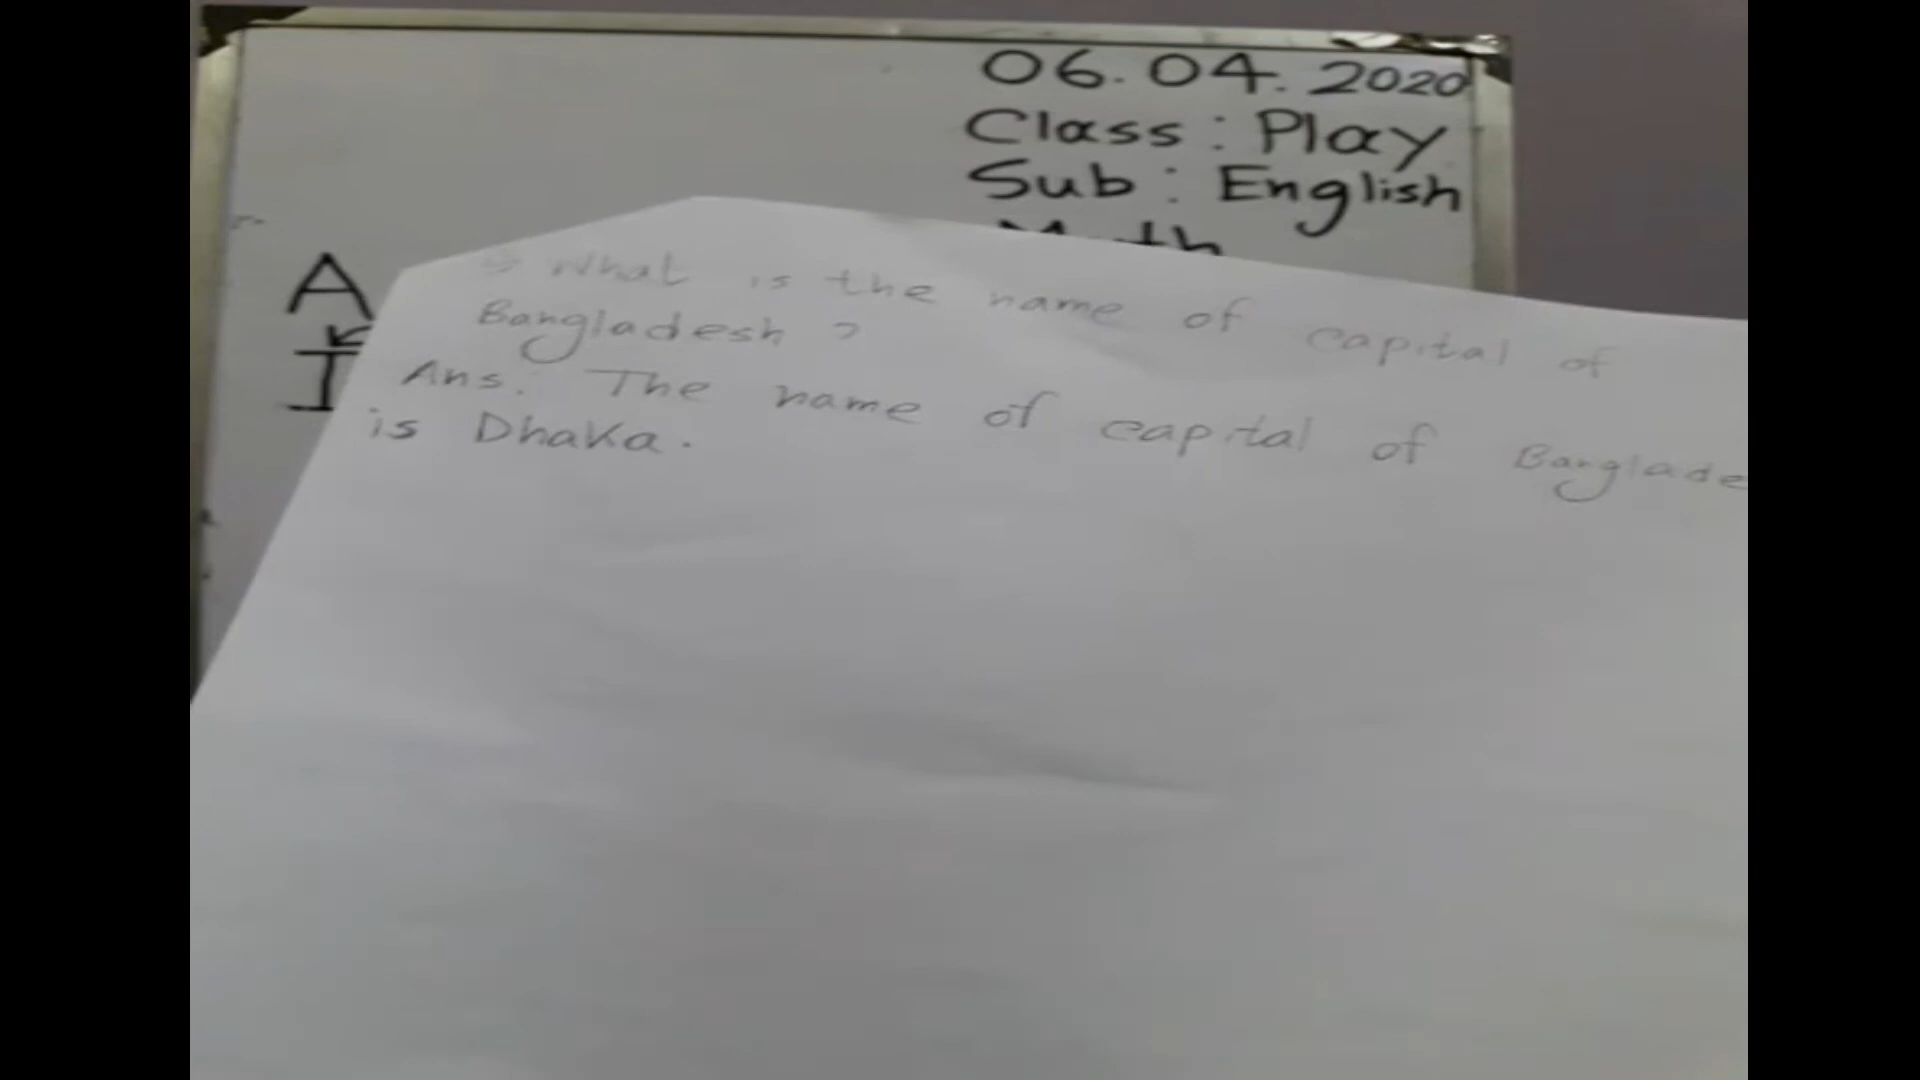 06.04.2020
Class : Play
Sub : English
A
I
What is the name of capital of
Bangladesh ?
Ans. The name of capital of Banglade
is Dhaka.